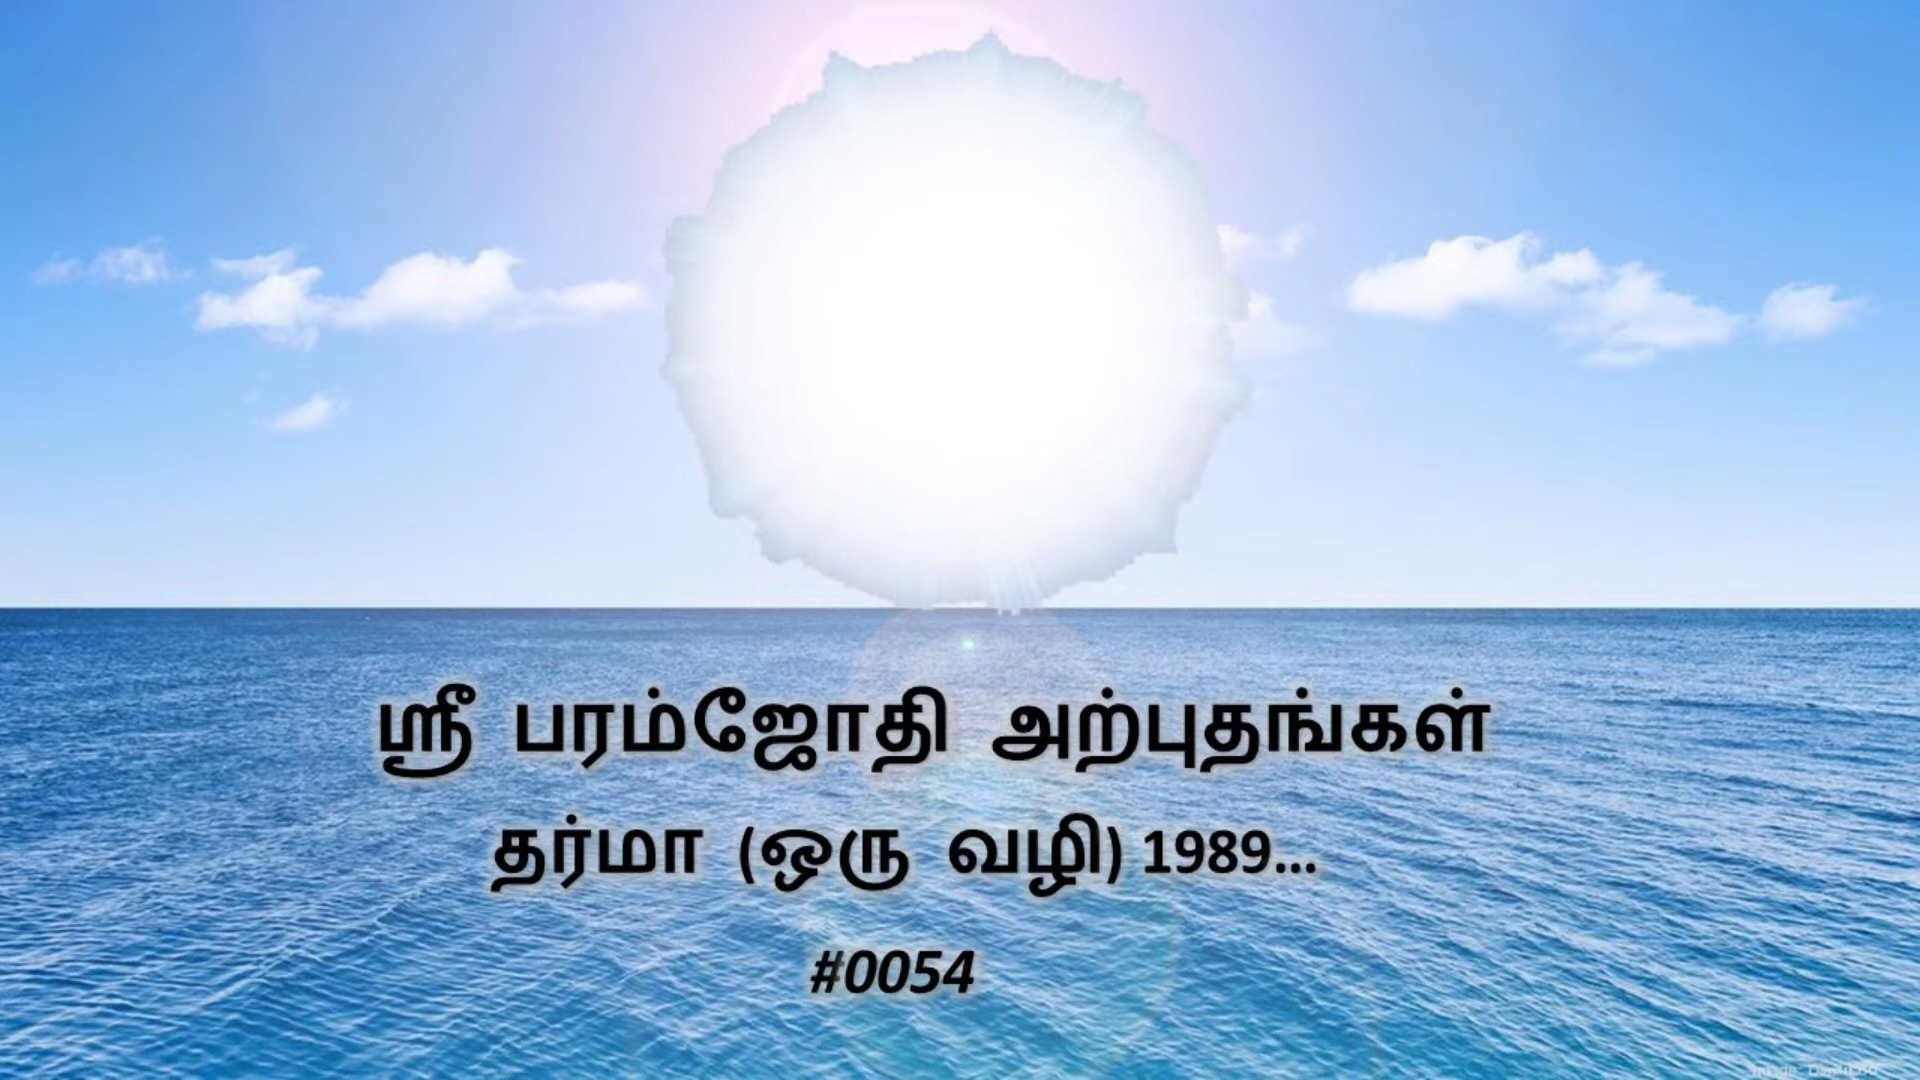 ஸ்ரீ பரம்ஜோதி அற்புதங்கள்
தர்மா (ஒரு வழி) 1989...
#0054